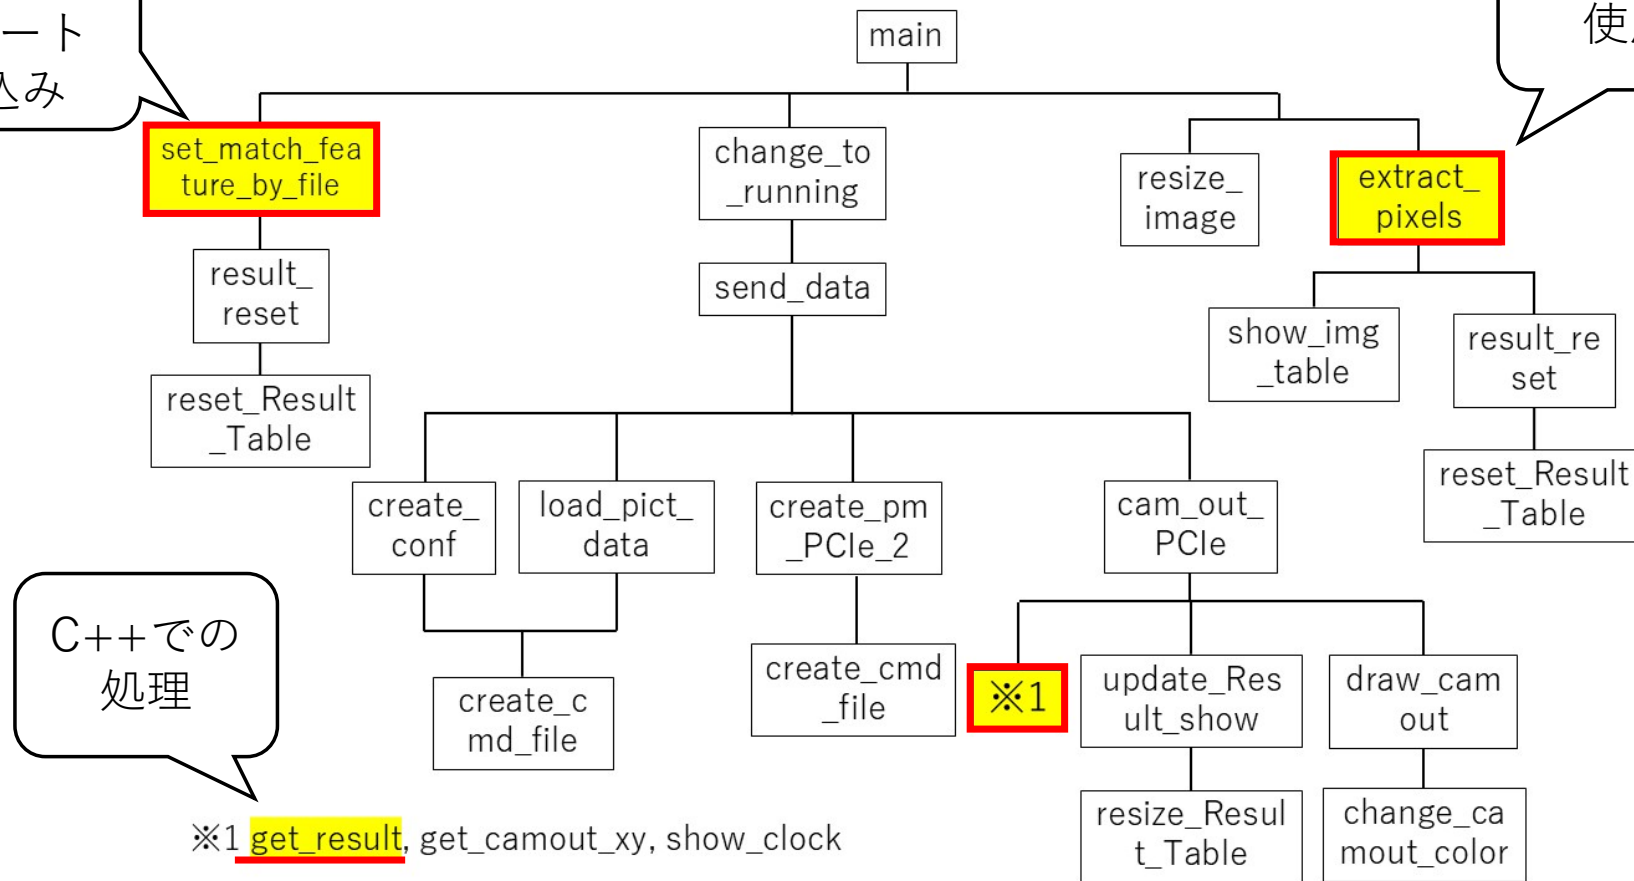 ート
込み
main
使
set_match_fea
ture_by_file
change_to
_running
resize_
image
extract_
pixels
result_
reset
send_data
show_img
_table
result_re
set
reset_Result
_Table
reset_Result
_Table
create_
conf
load_pict_
data
create_pm
_PCIe_2
cam_out_
PCIe
C++での
処理
create_c
md_file
create_cmd
_file
※1
update_Res
ult_show
draw_cam
out
resize_Resul
t_Table
change_ca
mout_color
※1 get_result, get_camout_xy, show_clock